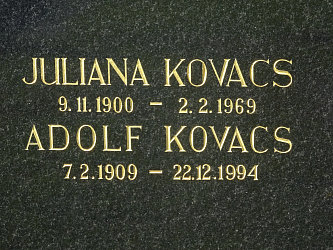 JULIANA KOVACS
9.11.1900 – 2.2.1969
ADOLF KOVACS
7.2.1909 – 22.12.1994